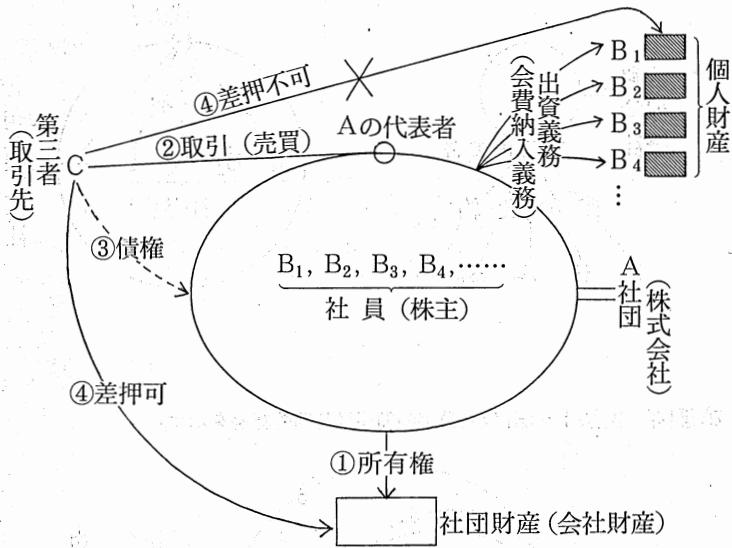 ④差押不可
B₁
B₂
B₃
B₄
⋮
個人財産
出資義務
(会費納入義務)
Aの代表者
②取引（売買）
第三者
(取引先)
C
③債権
B₁, B₂, B₃, B₄,……
社員（株主）
A社団
(株式会社)
④差押可
①所有権
社団財産（会社財産）